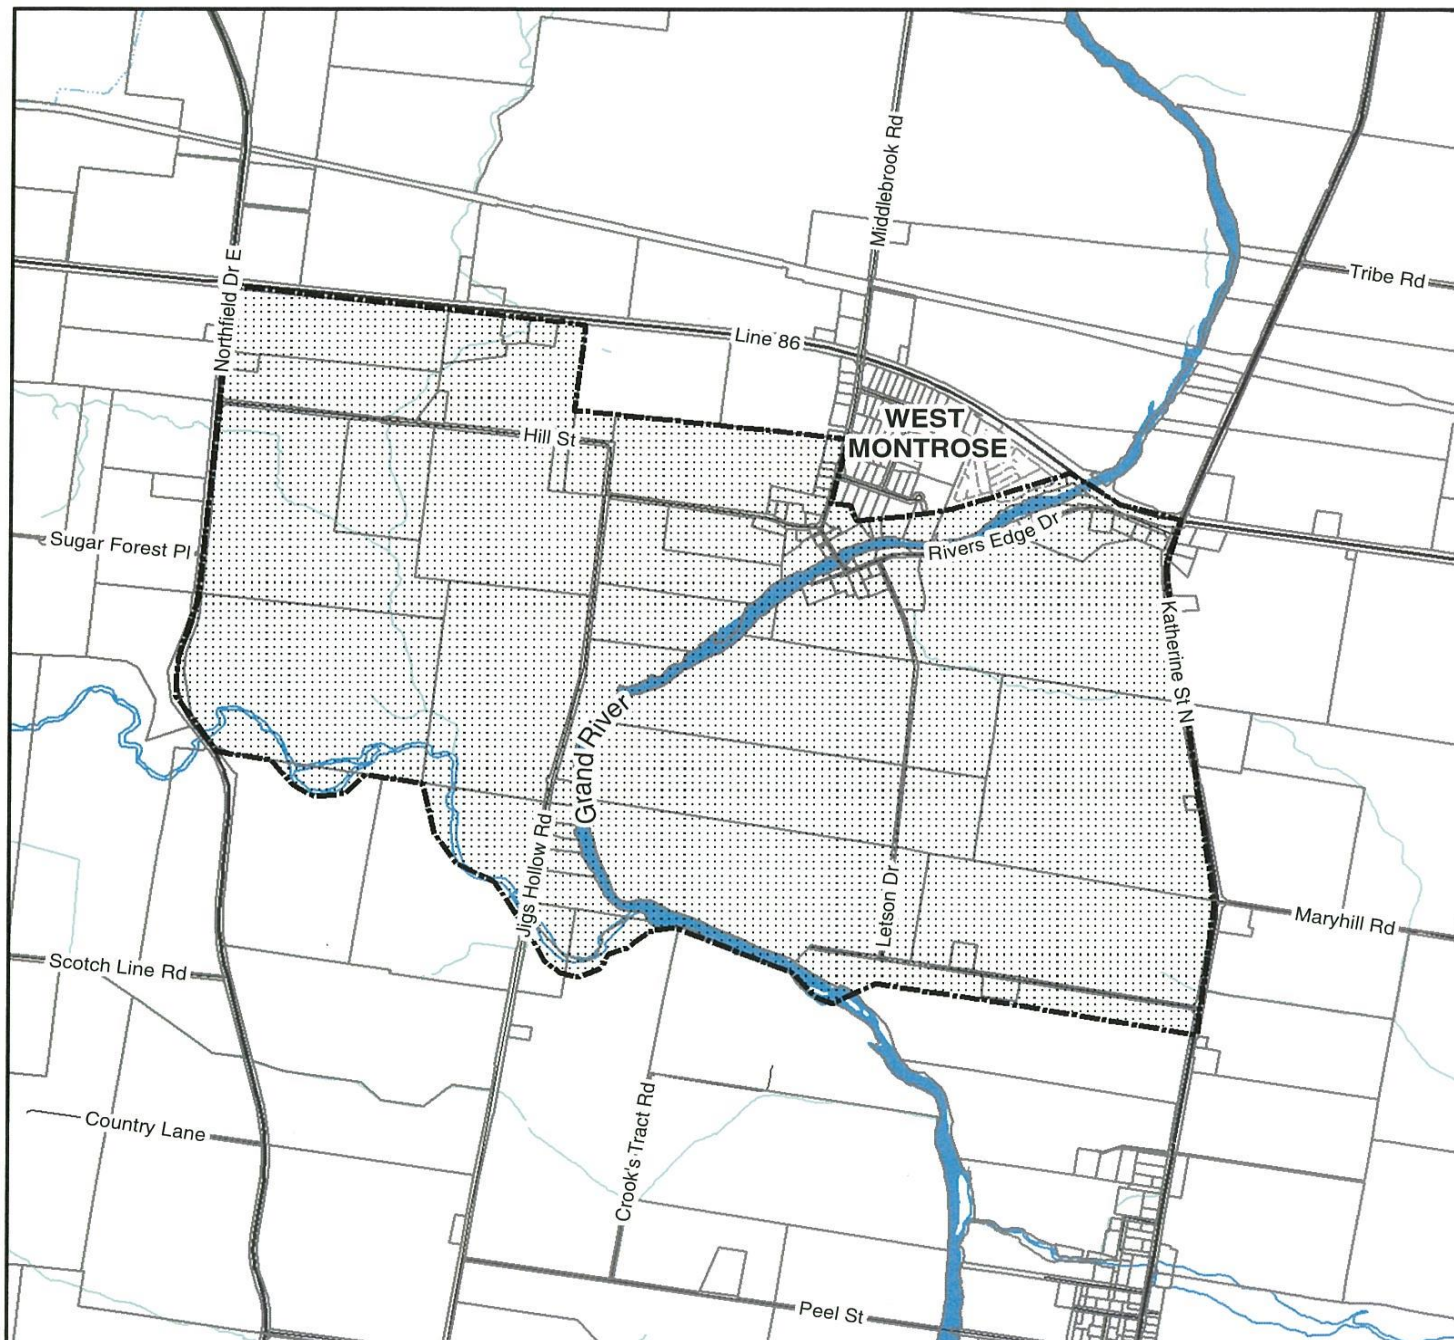 Middlebrook Rd
Tribe Rd
Northfield Dr E
Line 86
WEST
MONTROSE
Hill St
Sugar Forest Pl
Rivers Edge Dr
Katherine St N
Grand River
Jigs Hollow Rd
Letson Dr
Maryhill Rd
Scotch Line Rd
Country Lane
Crook's Tract Rd
Peel St